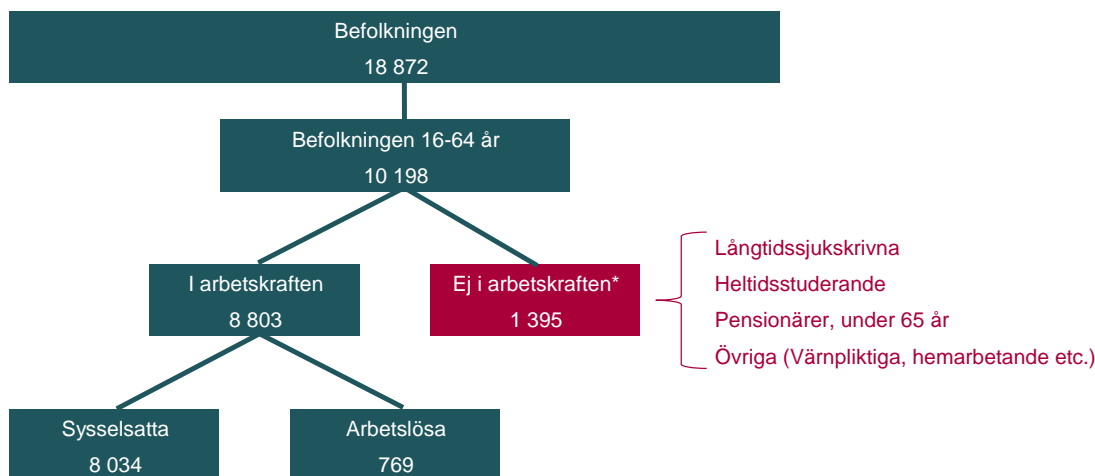 Befolkningen
18 872
Befolkningen 16-64 år
10 198
I arbetskraften
8 803
Ej i arbetskraften*
1 395
Långtidssjukskrivna
Heltidsstuderande
Pensionärer, under 65 år
Övriga (Värnpliktiga, hemarbetande etc.)
Sysselsatta
8 034
Arbetslösa
769